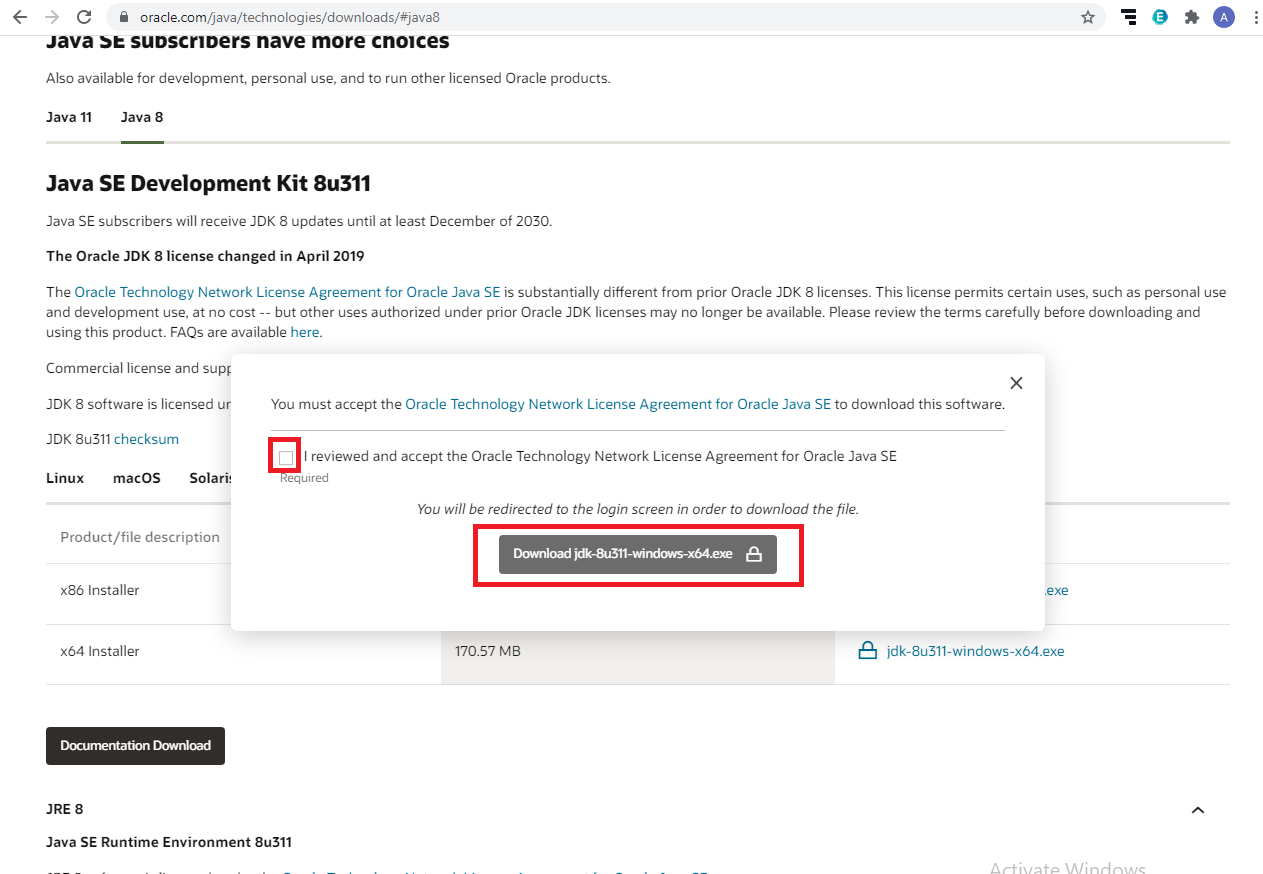 oracle.com/java/technologies/downloads/#java8
E
A
Java SE subscribers have more choices
Also available for development, personal use, and to run other licensed Oracle products.
Java 11 Java 8
Java SE Development Kit 8u311
Java SE subscribers will receive JDK 8 updates until at least December of 2030.
The Oracle JDK 8 license changed in April 2019
The Oracle Technology Network License Agreement for Oracle Java SE is substantially different from prior Oracle JDK 8 licenses. This license permits certain uses, such as personal use
and development use, at no cost -- but other uses authorized under prior Oracle JDK licenses may no longer be available. Please review the terms carefully before downloading and
using this product. FAQs are available here.
Commercial license and supp
JDK 8 software is licensed un
JDK 8u311 checksum
Linux macOS Solaris
You must accept the Oracle Technology Network License Agreement for Oracle Java SE to download this software.
I reviewed and accept the Oracle Technology Network License Agreement for Oracle Java SE
Required
You will be redirected to the login screen in order to download the file.
Download jdk-8u311-windows-x64.exe
Product/file description
x86 Installer .exe
x64 Installer 170.57 MB jdk-8u311-windows-x64.exe
Documentation Download
JRE 8
Java SE Runtime Environment 8u311
Activate Windows